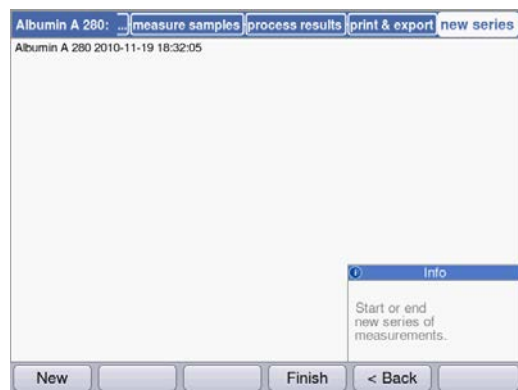 Albumin A 280: ... measure samples process results print & export new series
Albumin A 280 2010-11-19 18:32:05
Info
Start or end
new series of
measurements.
New Finish < Back